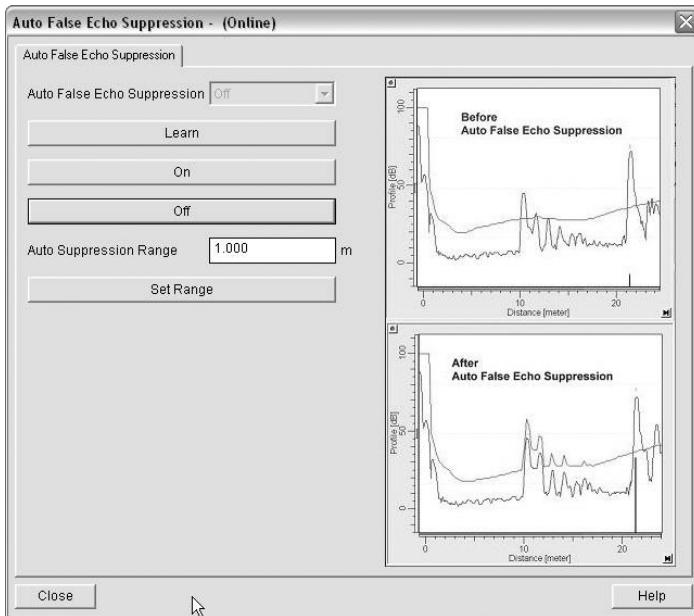 Auto False Echo Suppression - (Online)
Auto False Echo Suppression
Auto False Echo Suppression Off
Learn
On
Off
Auto Suppression Range 1.000 m
Set Range
Before
Auto False Echo Suppression
Profile [dB]
100
50
0
0 10 20
Distance [meter]
After
Auto False Echo Suppression
Profile [dB]
100
50
0
0 10 20
Distance [meter]
Close
Help